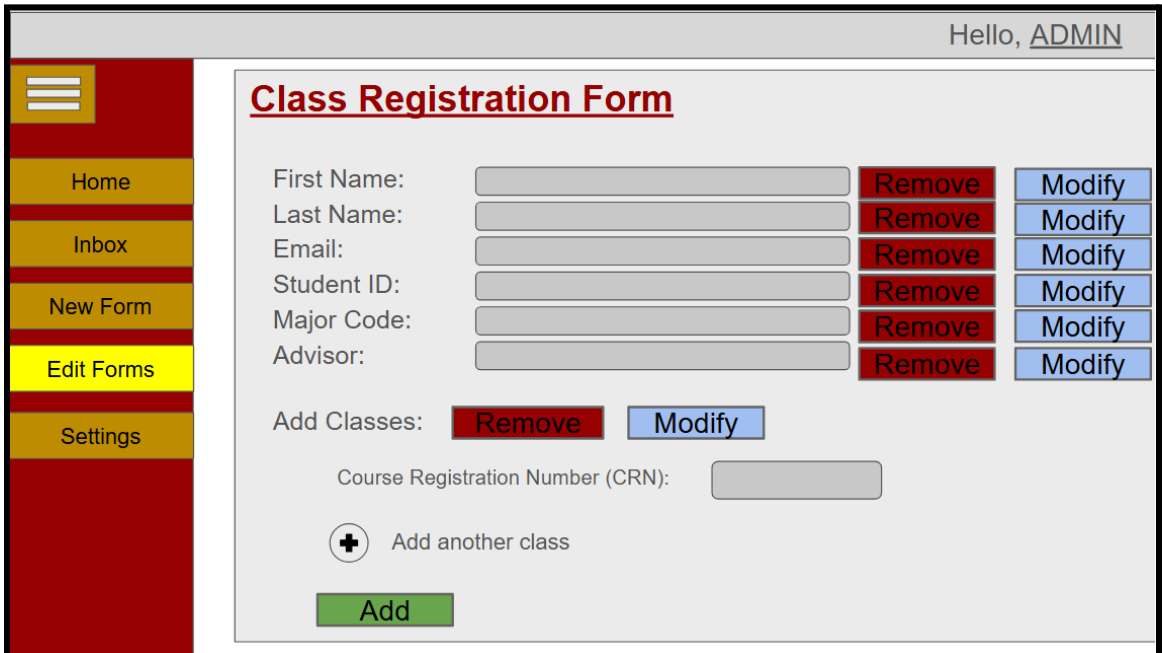 Hello, ADMIN
Home
Inbox
New Form
Edit Forms
Settings
Class Registration Form
First Name: Remove Modify
Last Name: Remove Modify
Email: Remove Modify
Student ID: Remove Modify
Major Code: Remove Modify
Advisor: Remove Modify
Add Classes: Remove Modify
Course Registration Number (CRN):
Add another class
Add